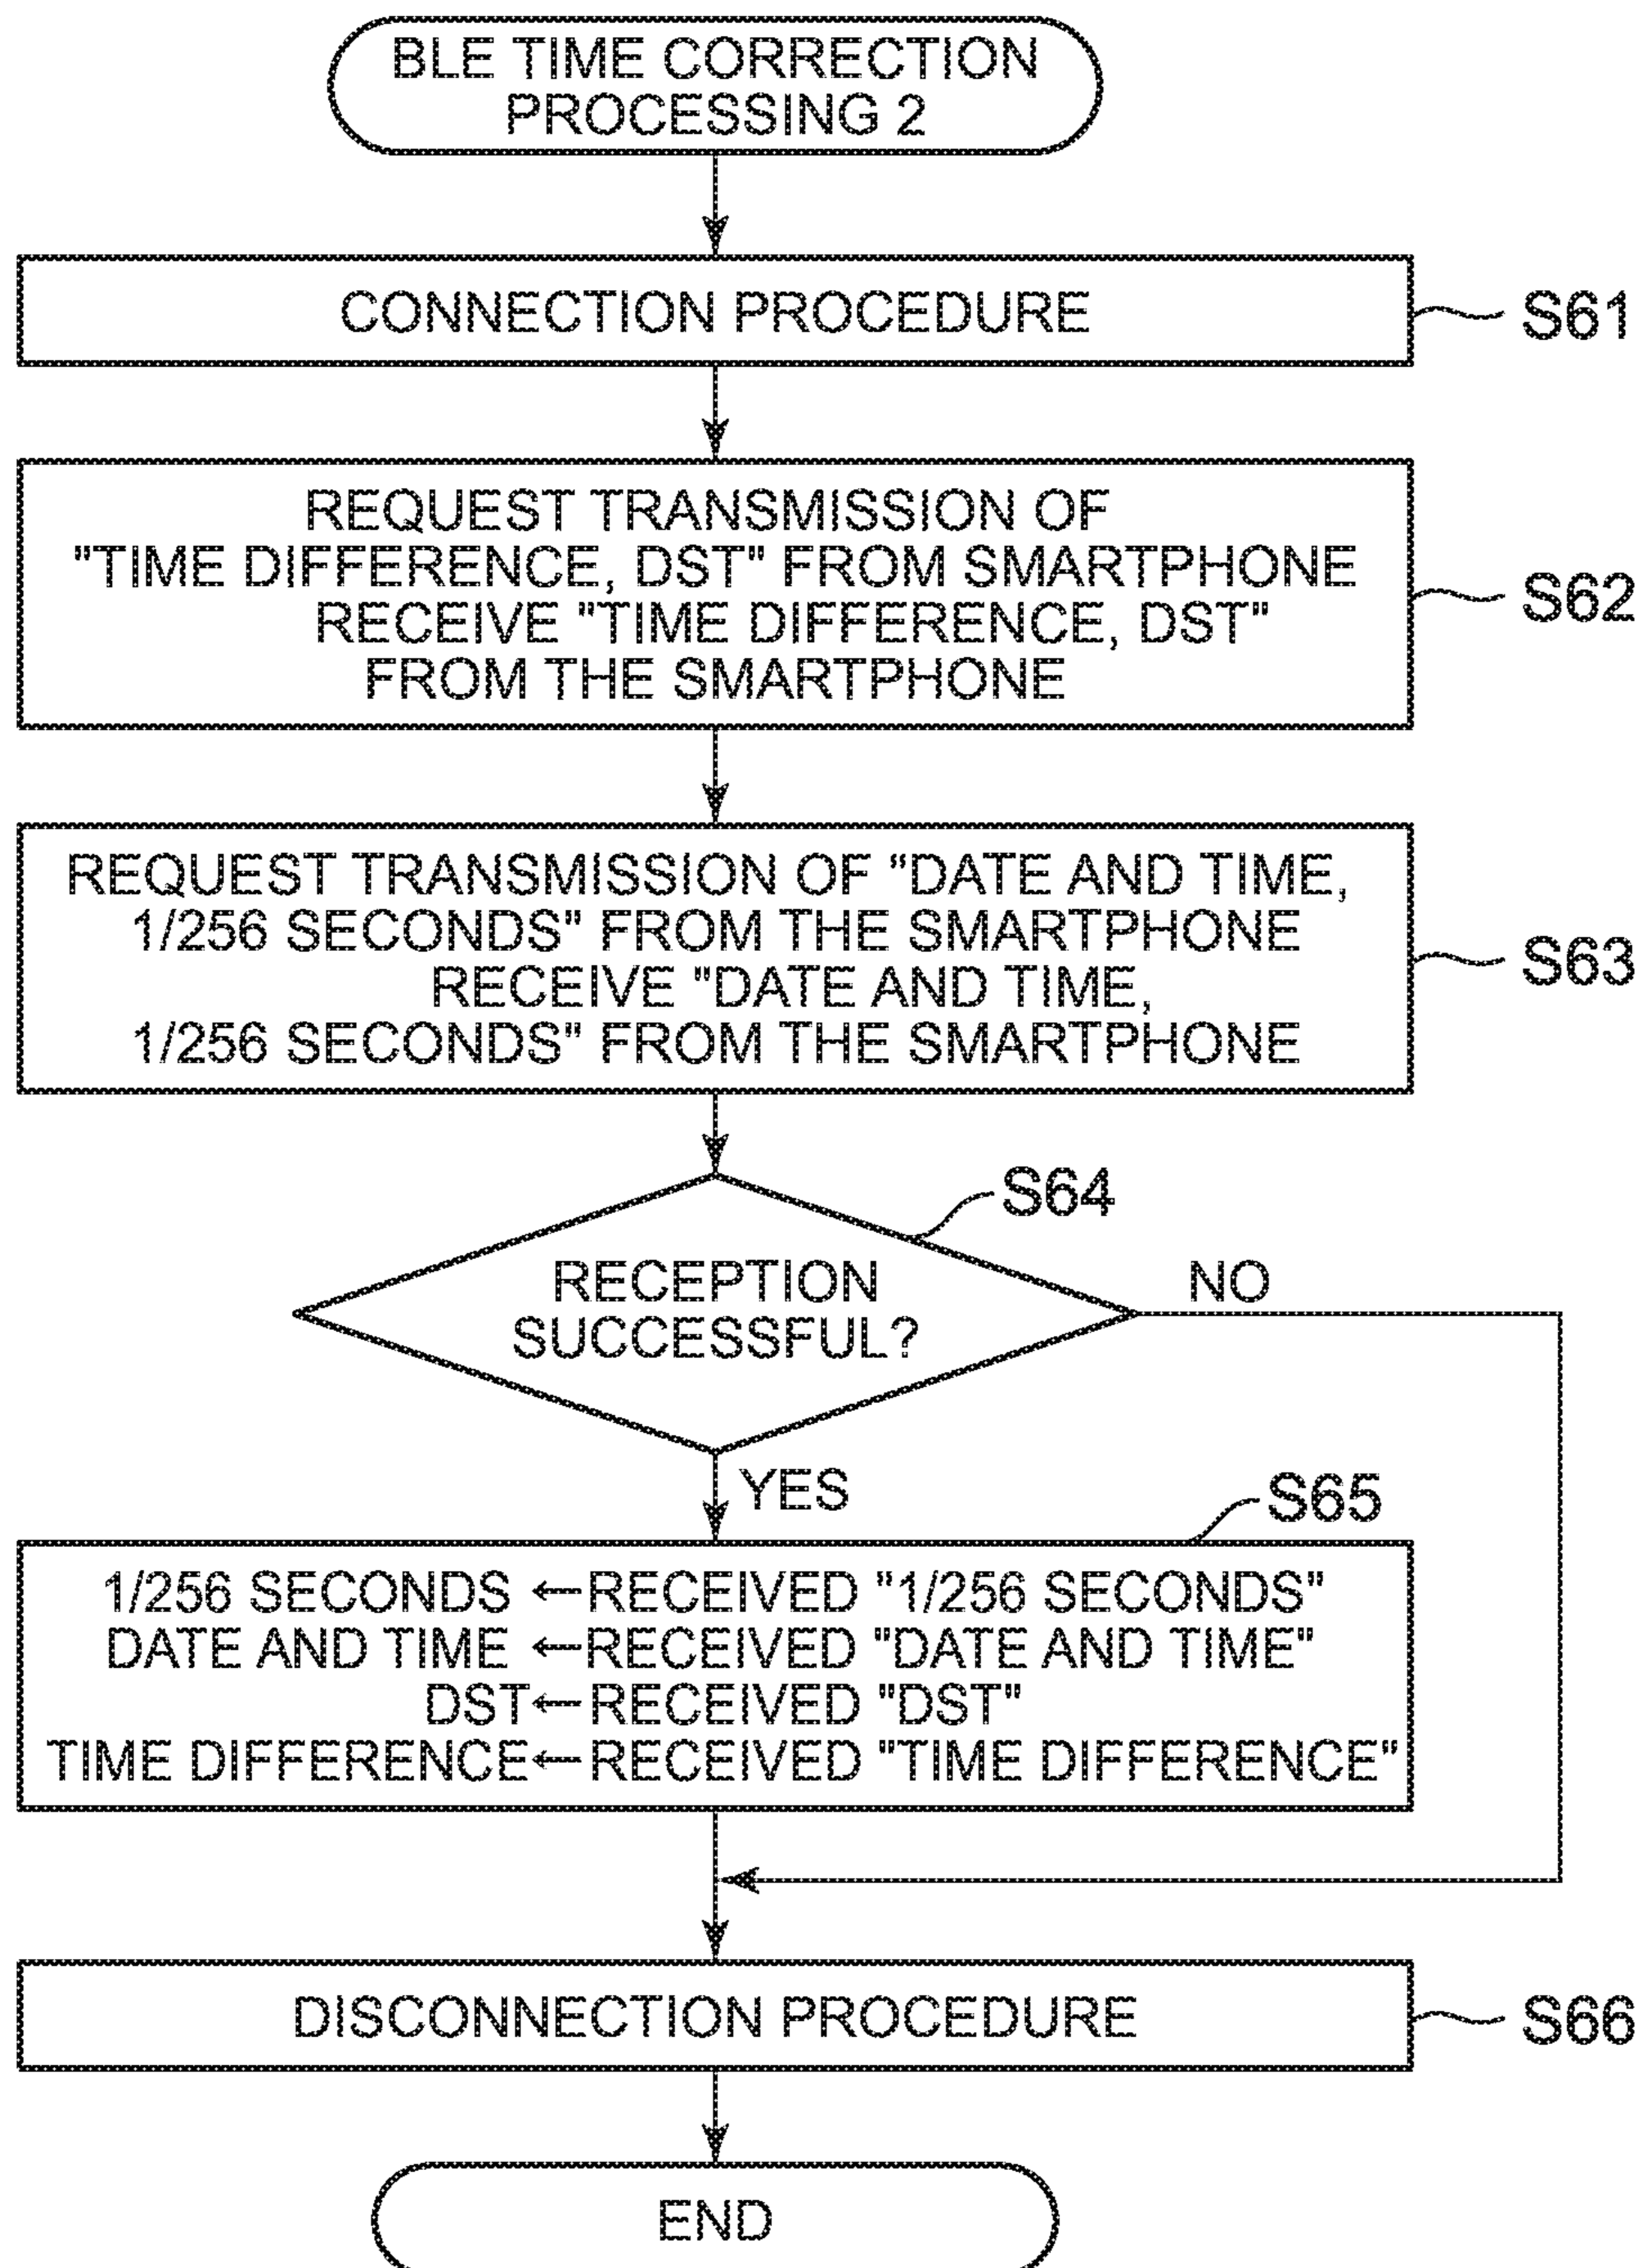 BLE TIME CORRECTION
PROCESSING 2
CONNECTION PROCEDURE
S61
REQUEST TRANSMISSION OF
"TIME DIFFERENCE, DST" FROM SMARTPHONE
RECEIVE "TIME DIFFERENCE, DST"
FROM THE SMARTPHONE
S62
REQUEST TRANSMISSION OF "DATE AND TIME,
1/256 SECONDS" FROM THE SMARTPHONE
RECEIVE "DATE AND TIME,
1/256 SECONDS" FROM THE SMARTPHONE
S63
S64
RECEPTION
SUCCESSFUL?
NO
YES
S65
1/256 SECONDS ←RECEIVED "1/256 SECONDS"
DATE AND TIME ←RECEIVED "DATE AND TIME"
DST←RECEIVED "DST"
TIME DIFFERENCE←RECEIVED "TIME DIFFERENCE"
DISCONNECTION PROCEDURE
S66
END